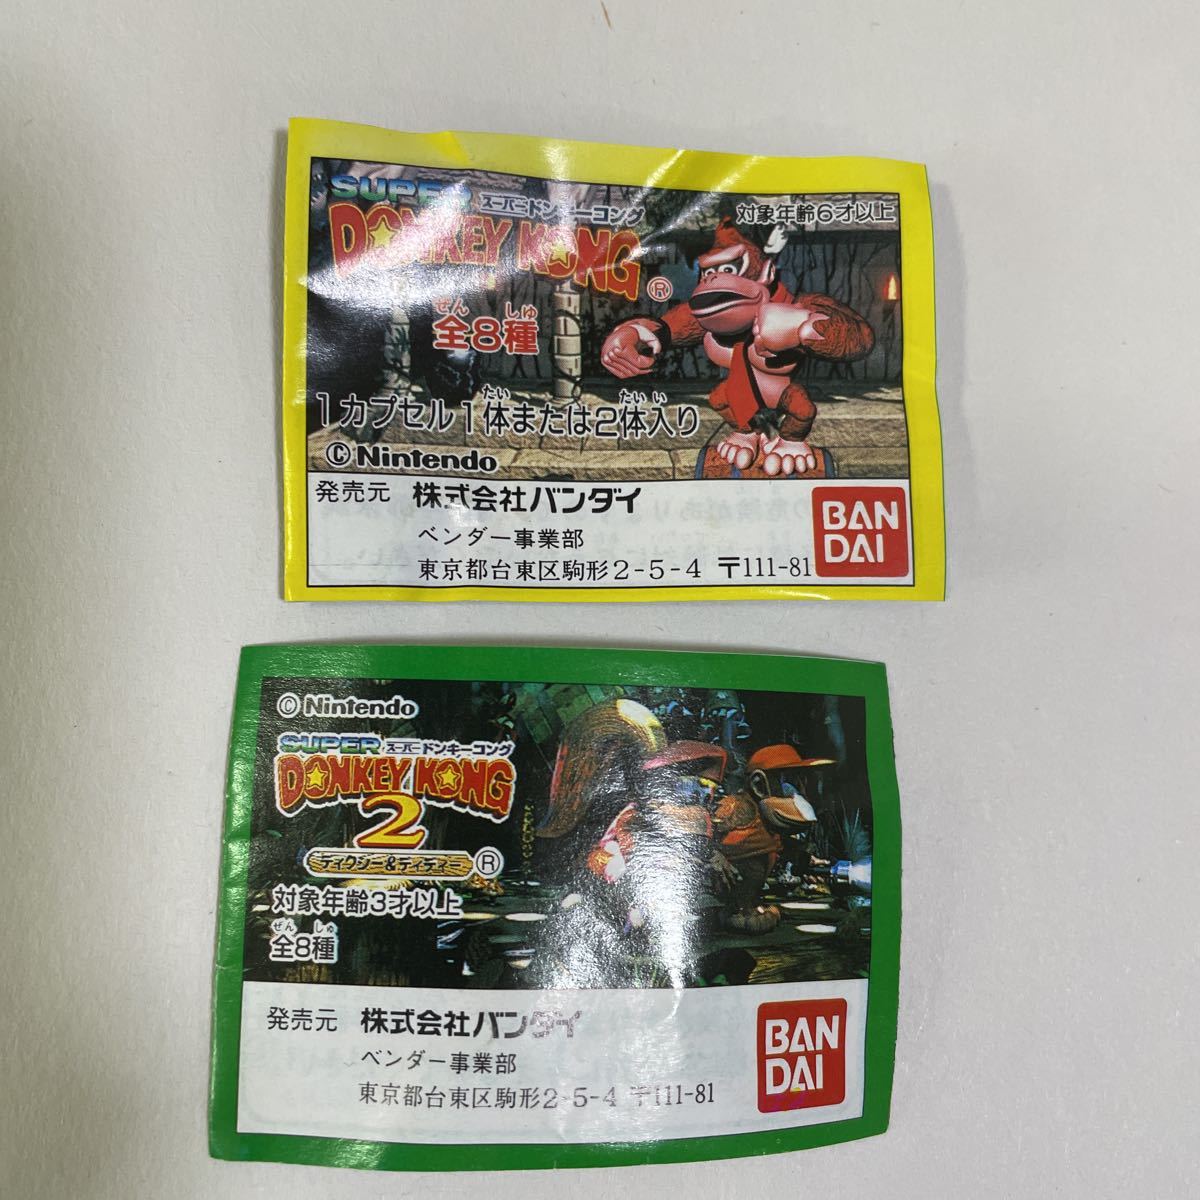 SUPER スーパードンキーコング
DONKEY KONG®
対象年齢6才以上
ぜん しゅ
全8種
たい たい い
1カプセル1体または2体入り
©Nintendo
発売元 株式会社バンダイ
ベンダー事業部
東京都台東区駒形2-5-4 〒111-81
BAN
DAI
©Nintendo
SUPER スーパードンキーコング
DONKEY KONG
2
ディクシー&ディディー®
対象年齢3才以上
ぜん しゅ
全8種
発売元 株式会社バンダイ
ベンダー事業部
東京都台東区駒形2-5-4 〒111-81
BAN
DAI